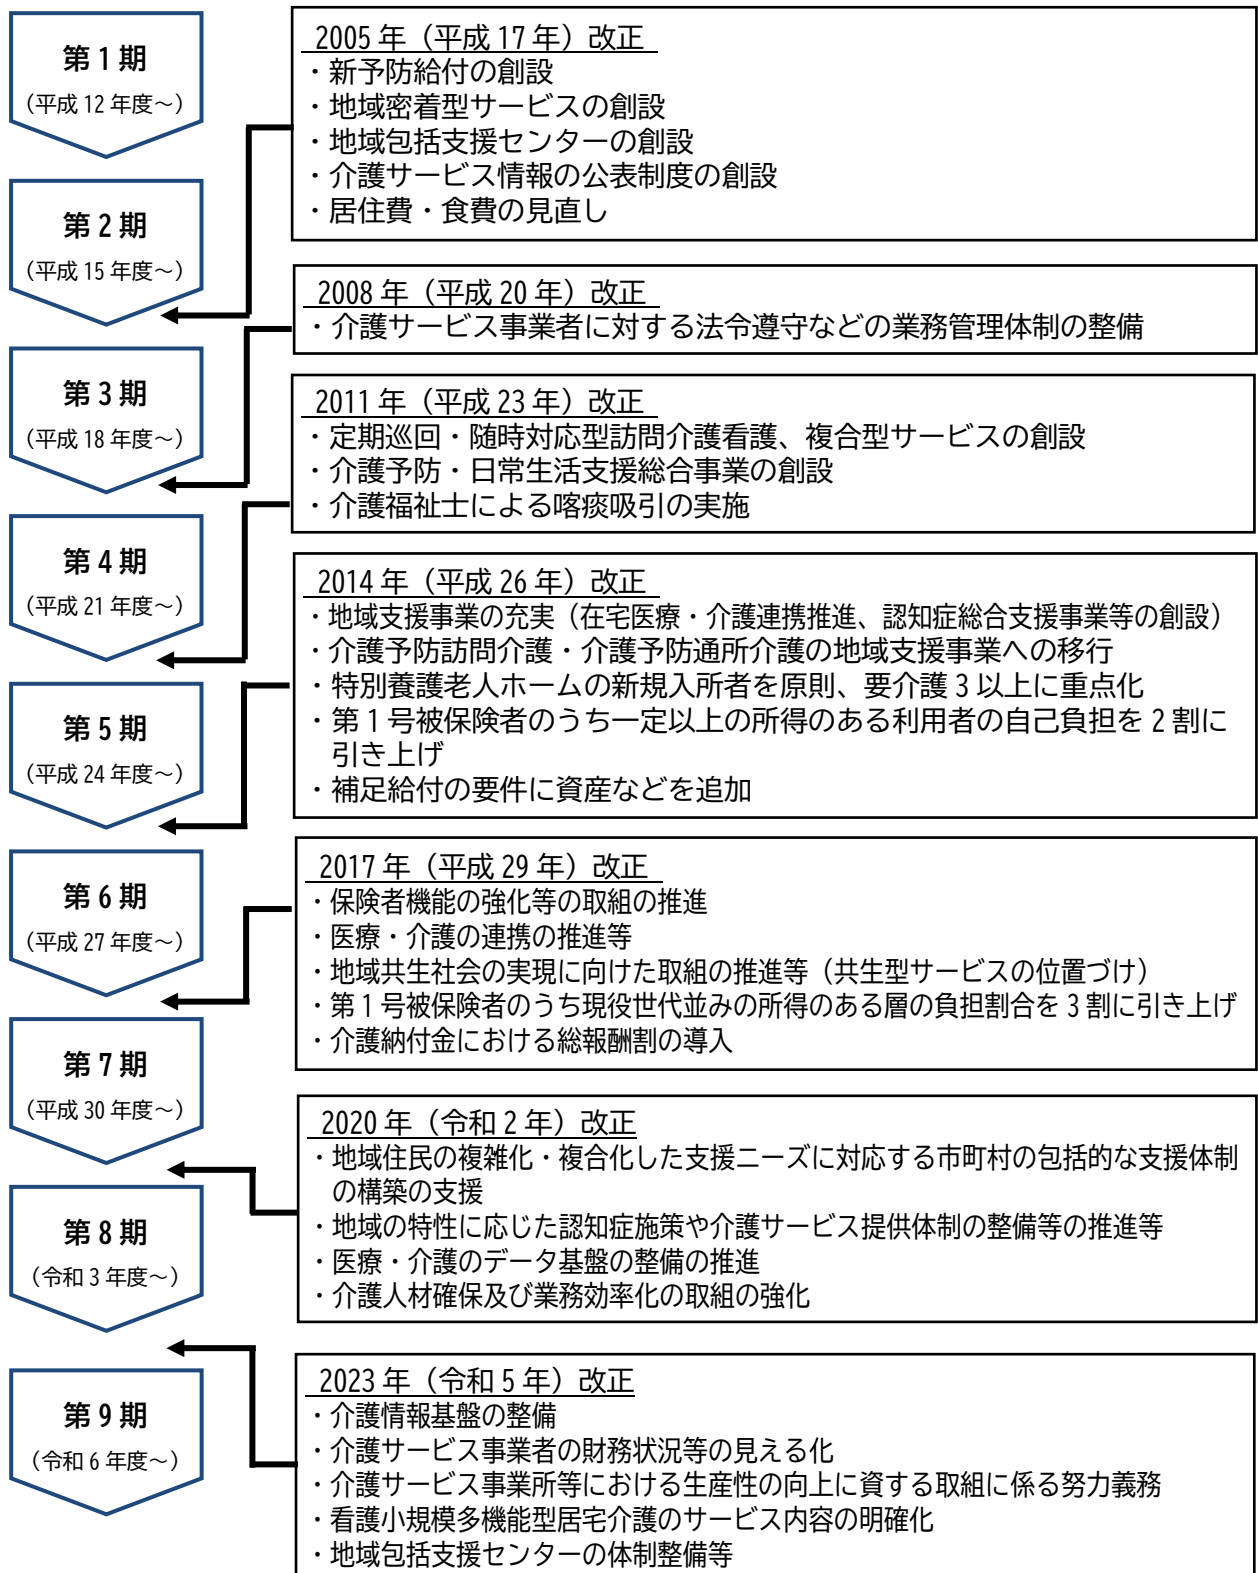 第1期
（平成12年度～）
2005年（平成17年）改正
・新予防給付の創設
・地域密着型サービスの創設
・地域包括支援センターの創設
・介護サービス情報の公表制度の創設
・居住費・食費の見直し
第2期
（平成15年度～）
2008年（平成20年）改正
・介護サービス事業者に対する法令遵守などの業務管理体制の整備
第3期
（平成18年度～）
2011年（平成23年）改正
・定期巡回・随時対応型訪問介護看護、複合型サービスの創設
・介護予防・日常生活支援総合事業の創設
・介護福祉士による喀痰吸引の実施
第4期
（平成21年度～）
2014年（平成26年）改正
・地域支援事業の充実（在宅医療・介護連携推進、認知症総合支援事業等の創設）
・介護予防訪問介護・介護予防通所介護の地域支援事業への移行
・特別養護老人ホームの新規入所者を原則、要介護3以上に重点化
・第1号被保険者のうち一定以上の所得のある利用者の自己負担を2割に
引き上げ
・補足給付の要件に資産などを追加
第5期
（平成24年度～）
2017年（平成29年）改正
・保険者機能の強化等の取組の推進
・医療・介護の連携の推進等
・地域共生社会の実現に向けた取組の推進等（共生型サービスの位置づけ）
・第1号被保険者のうち現役世代並みの所得のある層の負担割合を3割に引き上げ
・介護納付金における総報酬割の導入
第6期
（平成27年度～）
第7期
（平成30年度～）
2020年（令和2年）改正
・地域住民の複雑化・複合化した支援ニーズに対応する市町村の包括的な支援体制
の構築の支援
・地域の特性に応じた認知症施策や介護サービス提供体制の整備等の推進等
・医療・介護のデータ基盤の整備の推進
・介護人材確保及び業務効率化の取組の強化
第8期
（令和3年度～）
2023年（令和5年）改正
・介護情報基盤の整備
・介護サービス事業者の財務状況等の見える化
・介護サービス事業所等における生産性の向上に資する取組に係る努力義務
・看護小規模多機能型居宅介護のサービス内容の明確化
・地域包括支援センターの体制整備等
第9期
（令和6年度～）